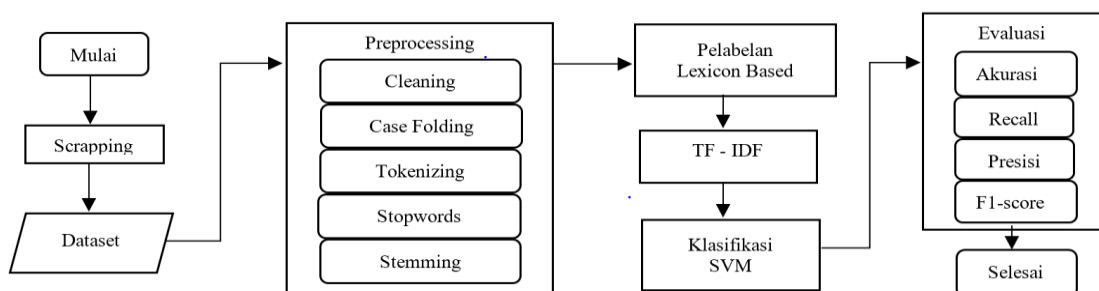 Mulai
Scrapping
Dataset
Preprocessing
Cleaning
Case Folding
Tokenizing
Stopwords
Stemming
Pelabelan
Lexicon Based
TF - IDF
Klasifikasi
SVM
Evaluasi
Akurasi
Recall
Presisi
F1-score
Selesai